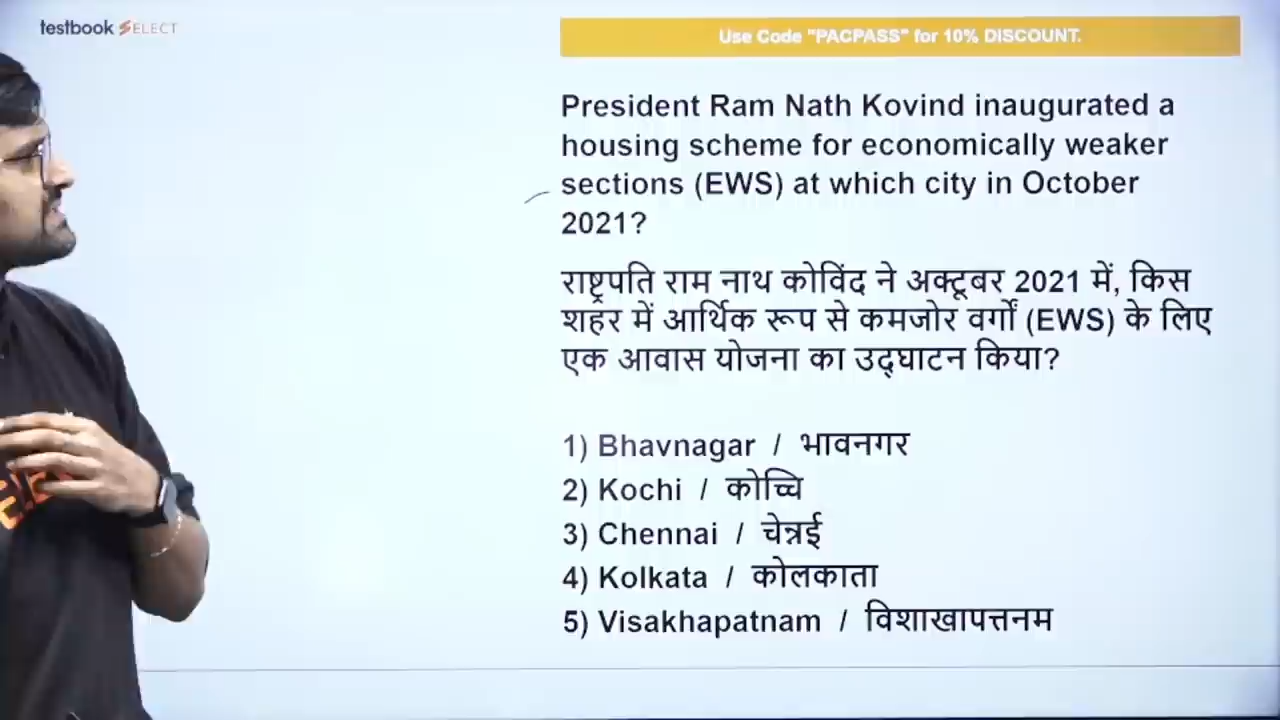 testbook SELECT
Use Code "PACPASS" for 10% DISCOUNT.
President Ram Nath Kovind inaugurated a
housing scheme for economically weaker
sections (EWS) at which city in October
2021?
राष्ट्रपति राम नाथ कोविंद ने अक्टूबर 2021 में, किस
शहर में आर्थिक रूप से कमजोर वर्गों (EWS) के लिए
एक आवास योजना का उद्घाटन किया?
1) Bhavnagar / भावनगर
2) Kochi / कोच्चि
3) Chennai / चेन्नई
4) Kolkata / कोलकाता
5) Visakhapatnam / विशाखापत्तनम